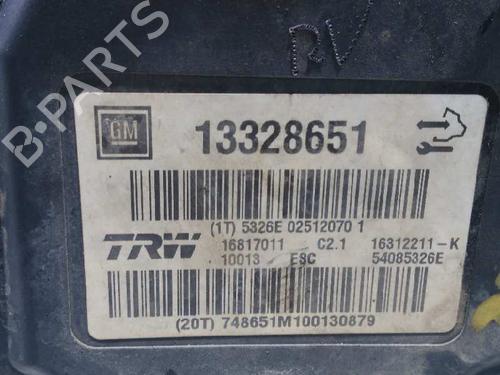 RV
GM 13328651
(1T) 5326E 02512070 1
TRW 16817011 C2.1 16312211-K
10013 ESC 54085326E
(20T) 748651M100130879
B-PARTS